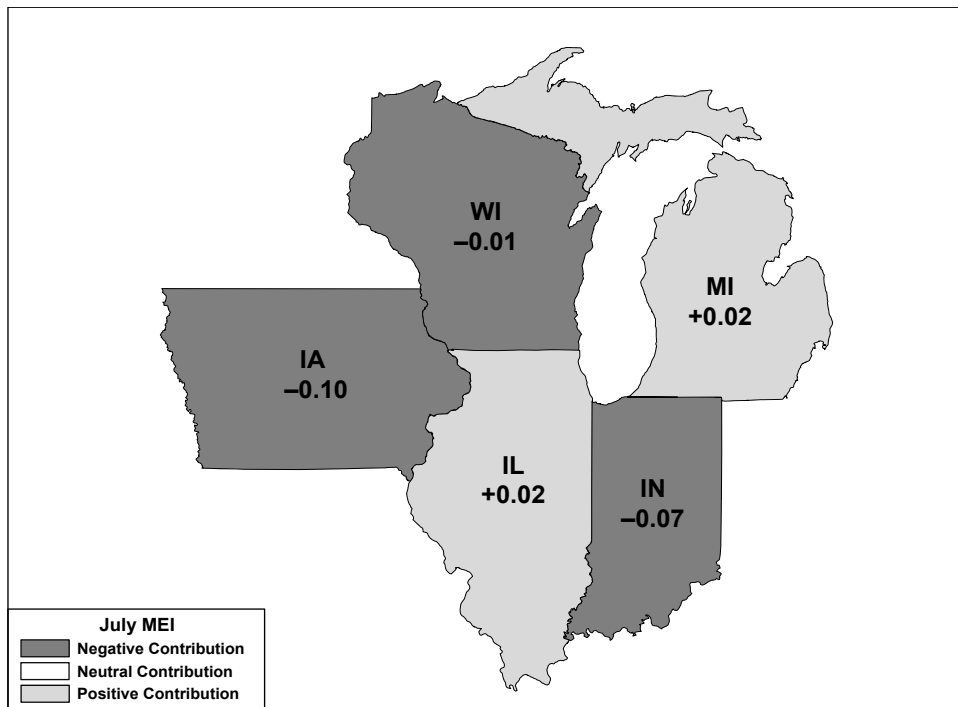 WI
–0.01
MI
+0.02
IA
–0.10
IL
+0.02
IN
–0.07
July MEI
Negative Contribution
Neutral Contribution
Positive Contribution